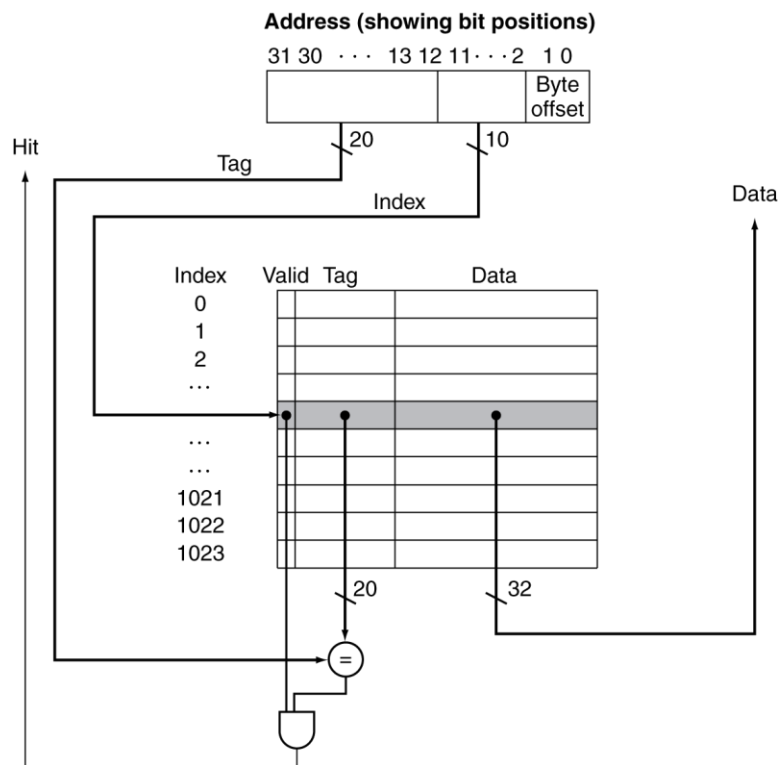 Address (showing bit positions)
31 30 · · · 13 12 11 · · · 2 1 0
Byte
offset
20
10
Hit
Tag
Index
Data
Index Valid Tag Data
0
1
2
...
...
...
1021
1022
1023
20
32
=